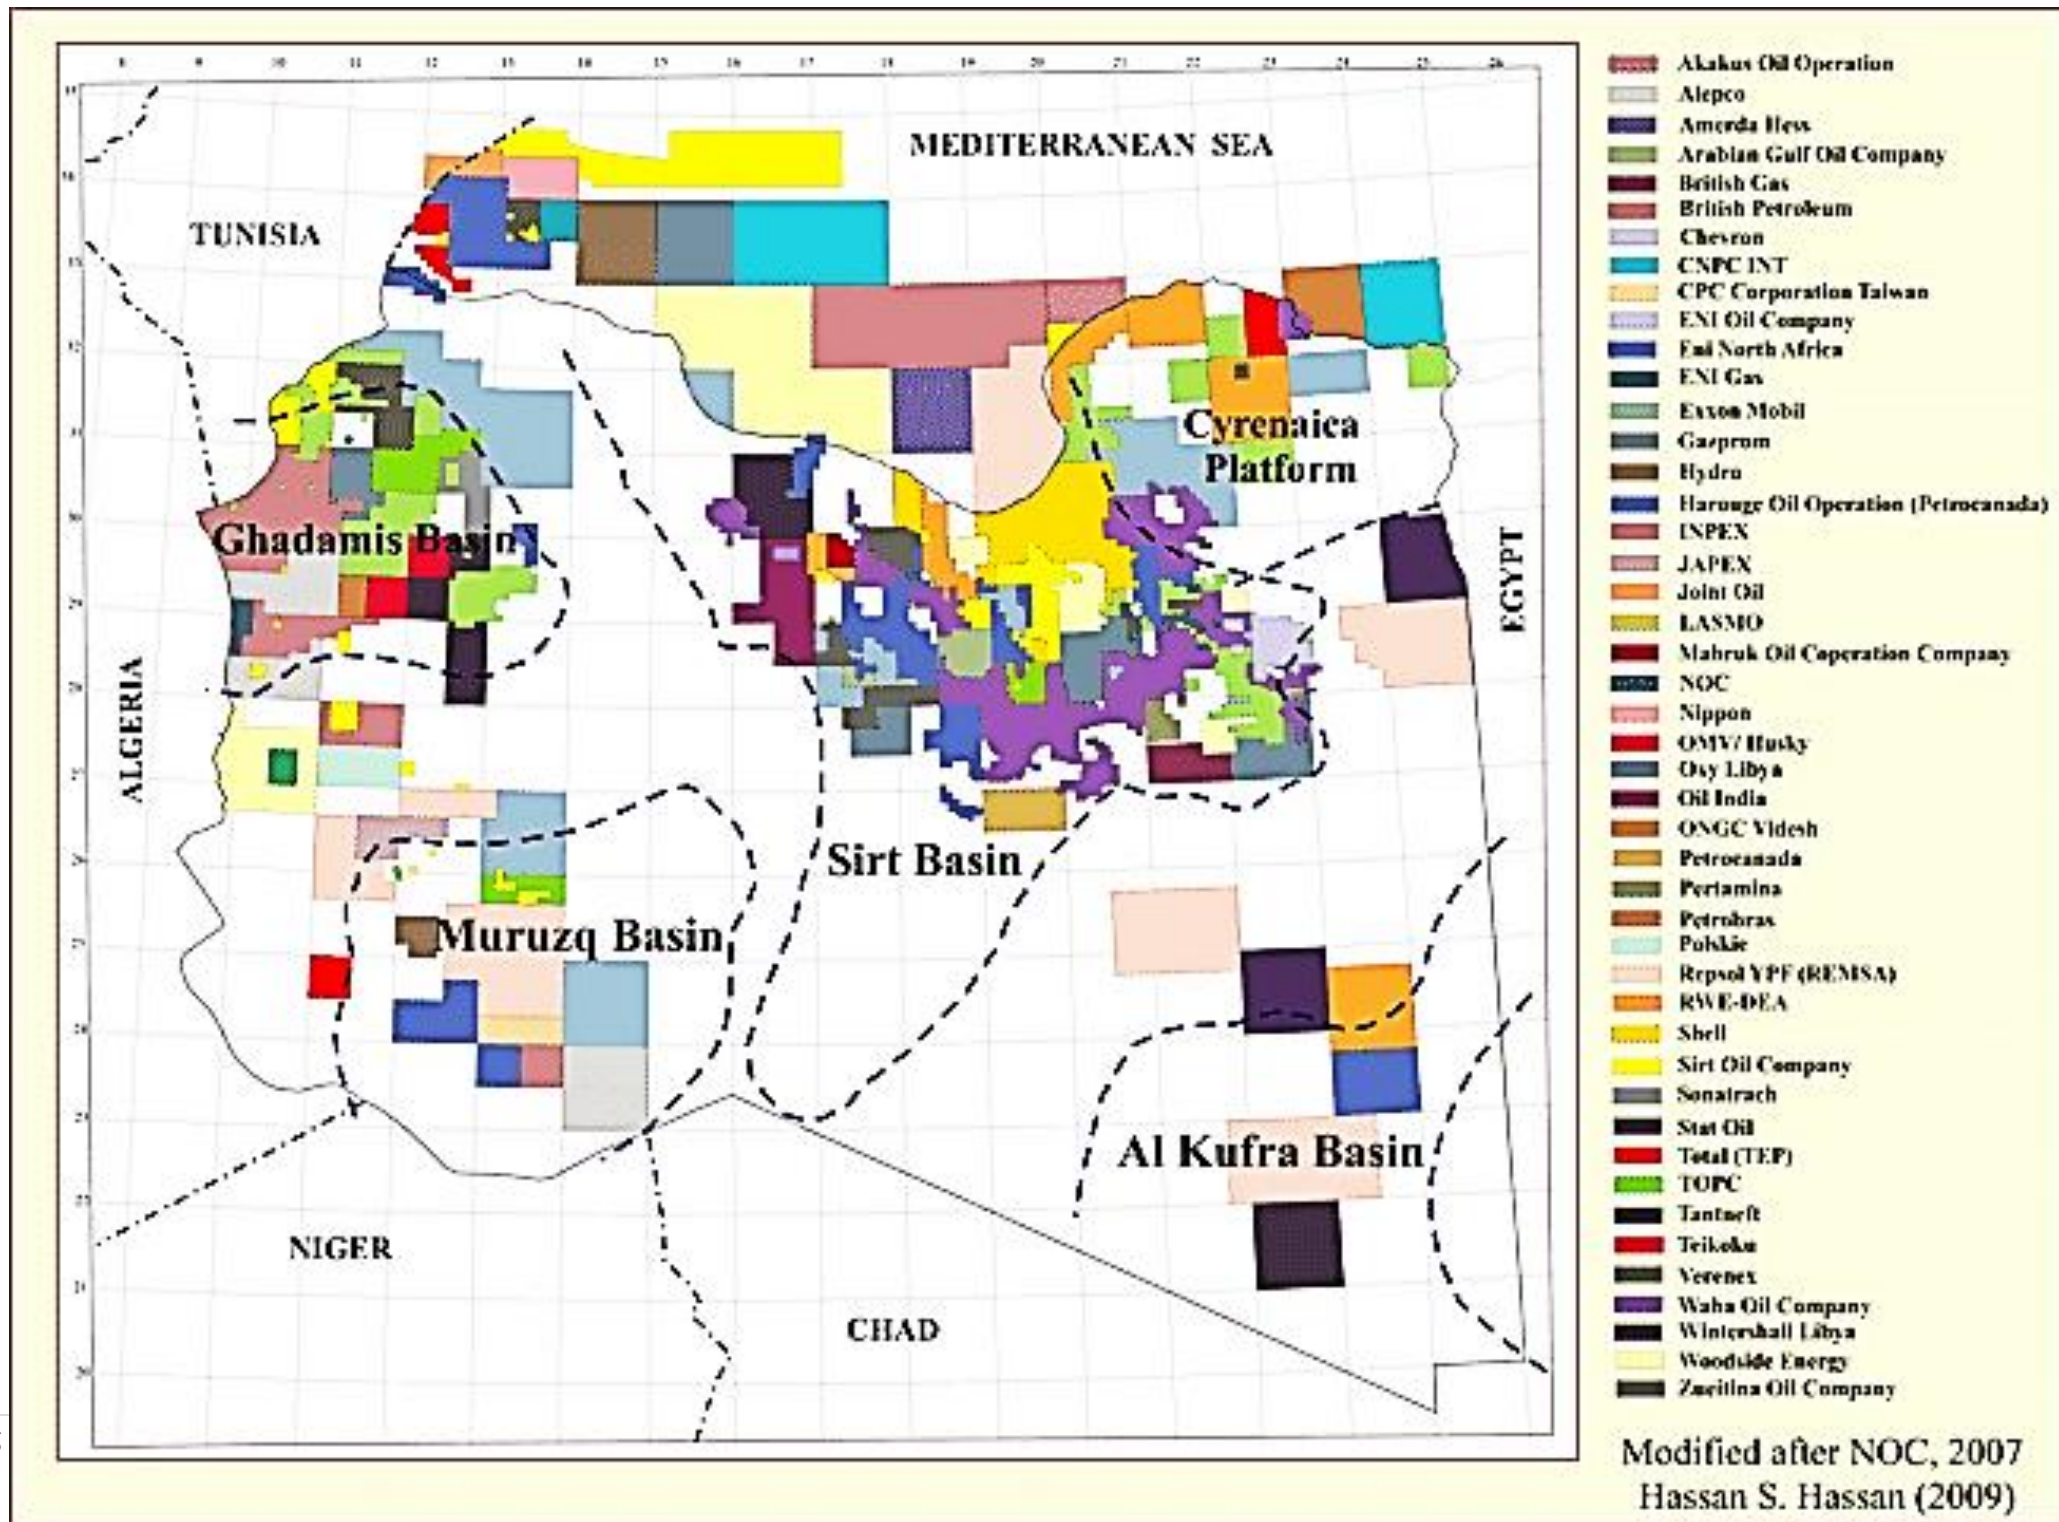 MEDITERRANEAN SEA
TUNISIA
Cyrenaica
Platform
Ghadamis Basin
EGYPT
ALGERIA
Sirt Basin
Muruzq Basin
Al Kufra Basin
NIGER
CHAD
Akakus Oil Operation
Alepco
Amerda Hess
Arabian Gulf Oil Company
British Gas
British Petroleum
Chevron
CNPC INT
CPC Corporation Taiwan
ENI Oil Company
Eni North Africa
ENI Gas
Exxon Mobil
Gazprom
Hydro
Harouge Oil Operation (Petrocanada)
INPEX
JAPEX
Joint Oil
LASMO
Mabruk Oil Coperation Company
NOC
Nippon
OMV/ Husky
Oxy Libya
Oil India
ONGC Videsh
Petrocanada
Pertamina
Petrobras
Polskie
Repsol YPF (REMSA)
RWE-DEA
Shell
Sirt Oil Company
Sonatrach
Stat Oil
Total (TEP)
TOPC
Tantneft
Teikoku
Verenex
Waha Oil Company
Wintershall Libya
Woodside Energy
Zueitina Oil Company
Modified after NOC, 2007
Hassan S. Hassan (2009)